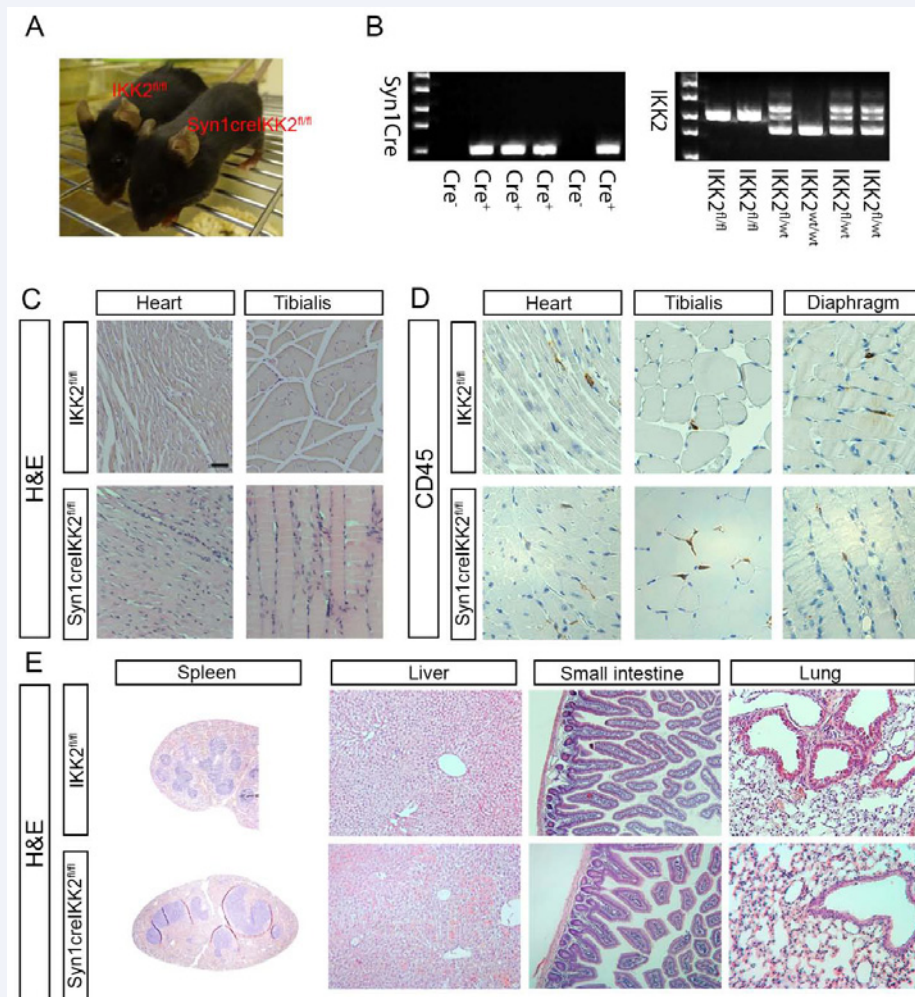 A
IKK2fl/fl
Syn1creIKK2fl/fl
B
Syn1Cre
Cre-
Cre+
Cre+
Cre+
Cre-
Cre+
IKK2
IKK2fl/fl
IKK2fl/fl
IKK2fl/wt
IKK2wt/wt
IKK2fl/wt
IKK2fl/wt
C
Heart
Tibialis
H&E
IKK2fl/fl
Syn1creIKK2fl/fl
D
Heart
Tibialis
Diaphragm
CD45
IKK2fl/fl
Syn1creIKK2fl/fl
E
Spleen
Liver
Small intestine
Lung
H&E
IKK2fl/fl
Syn1creIKK2fl/fl